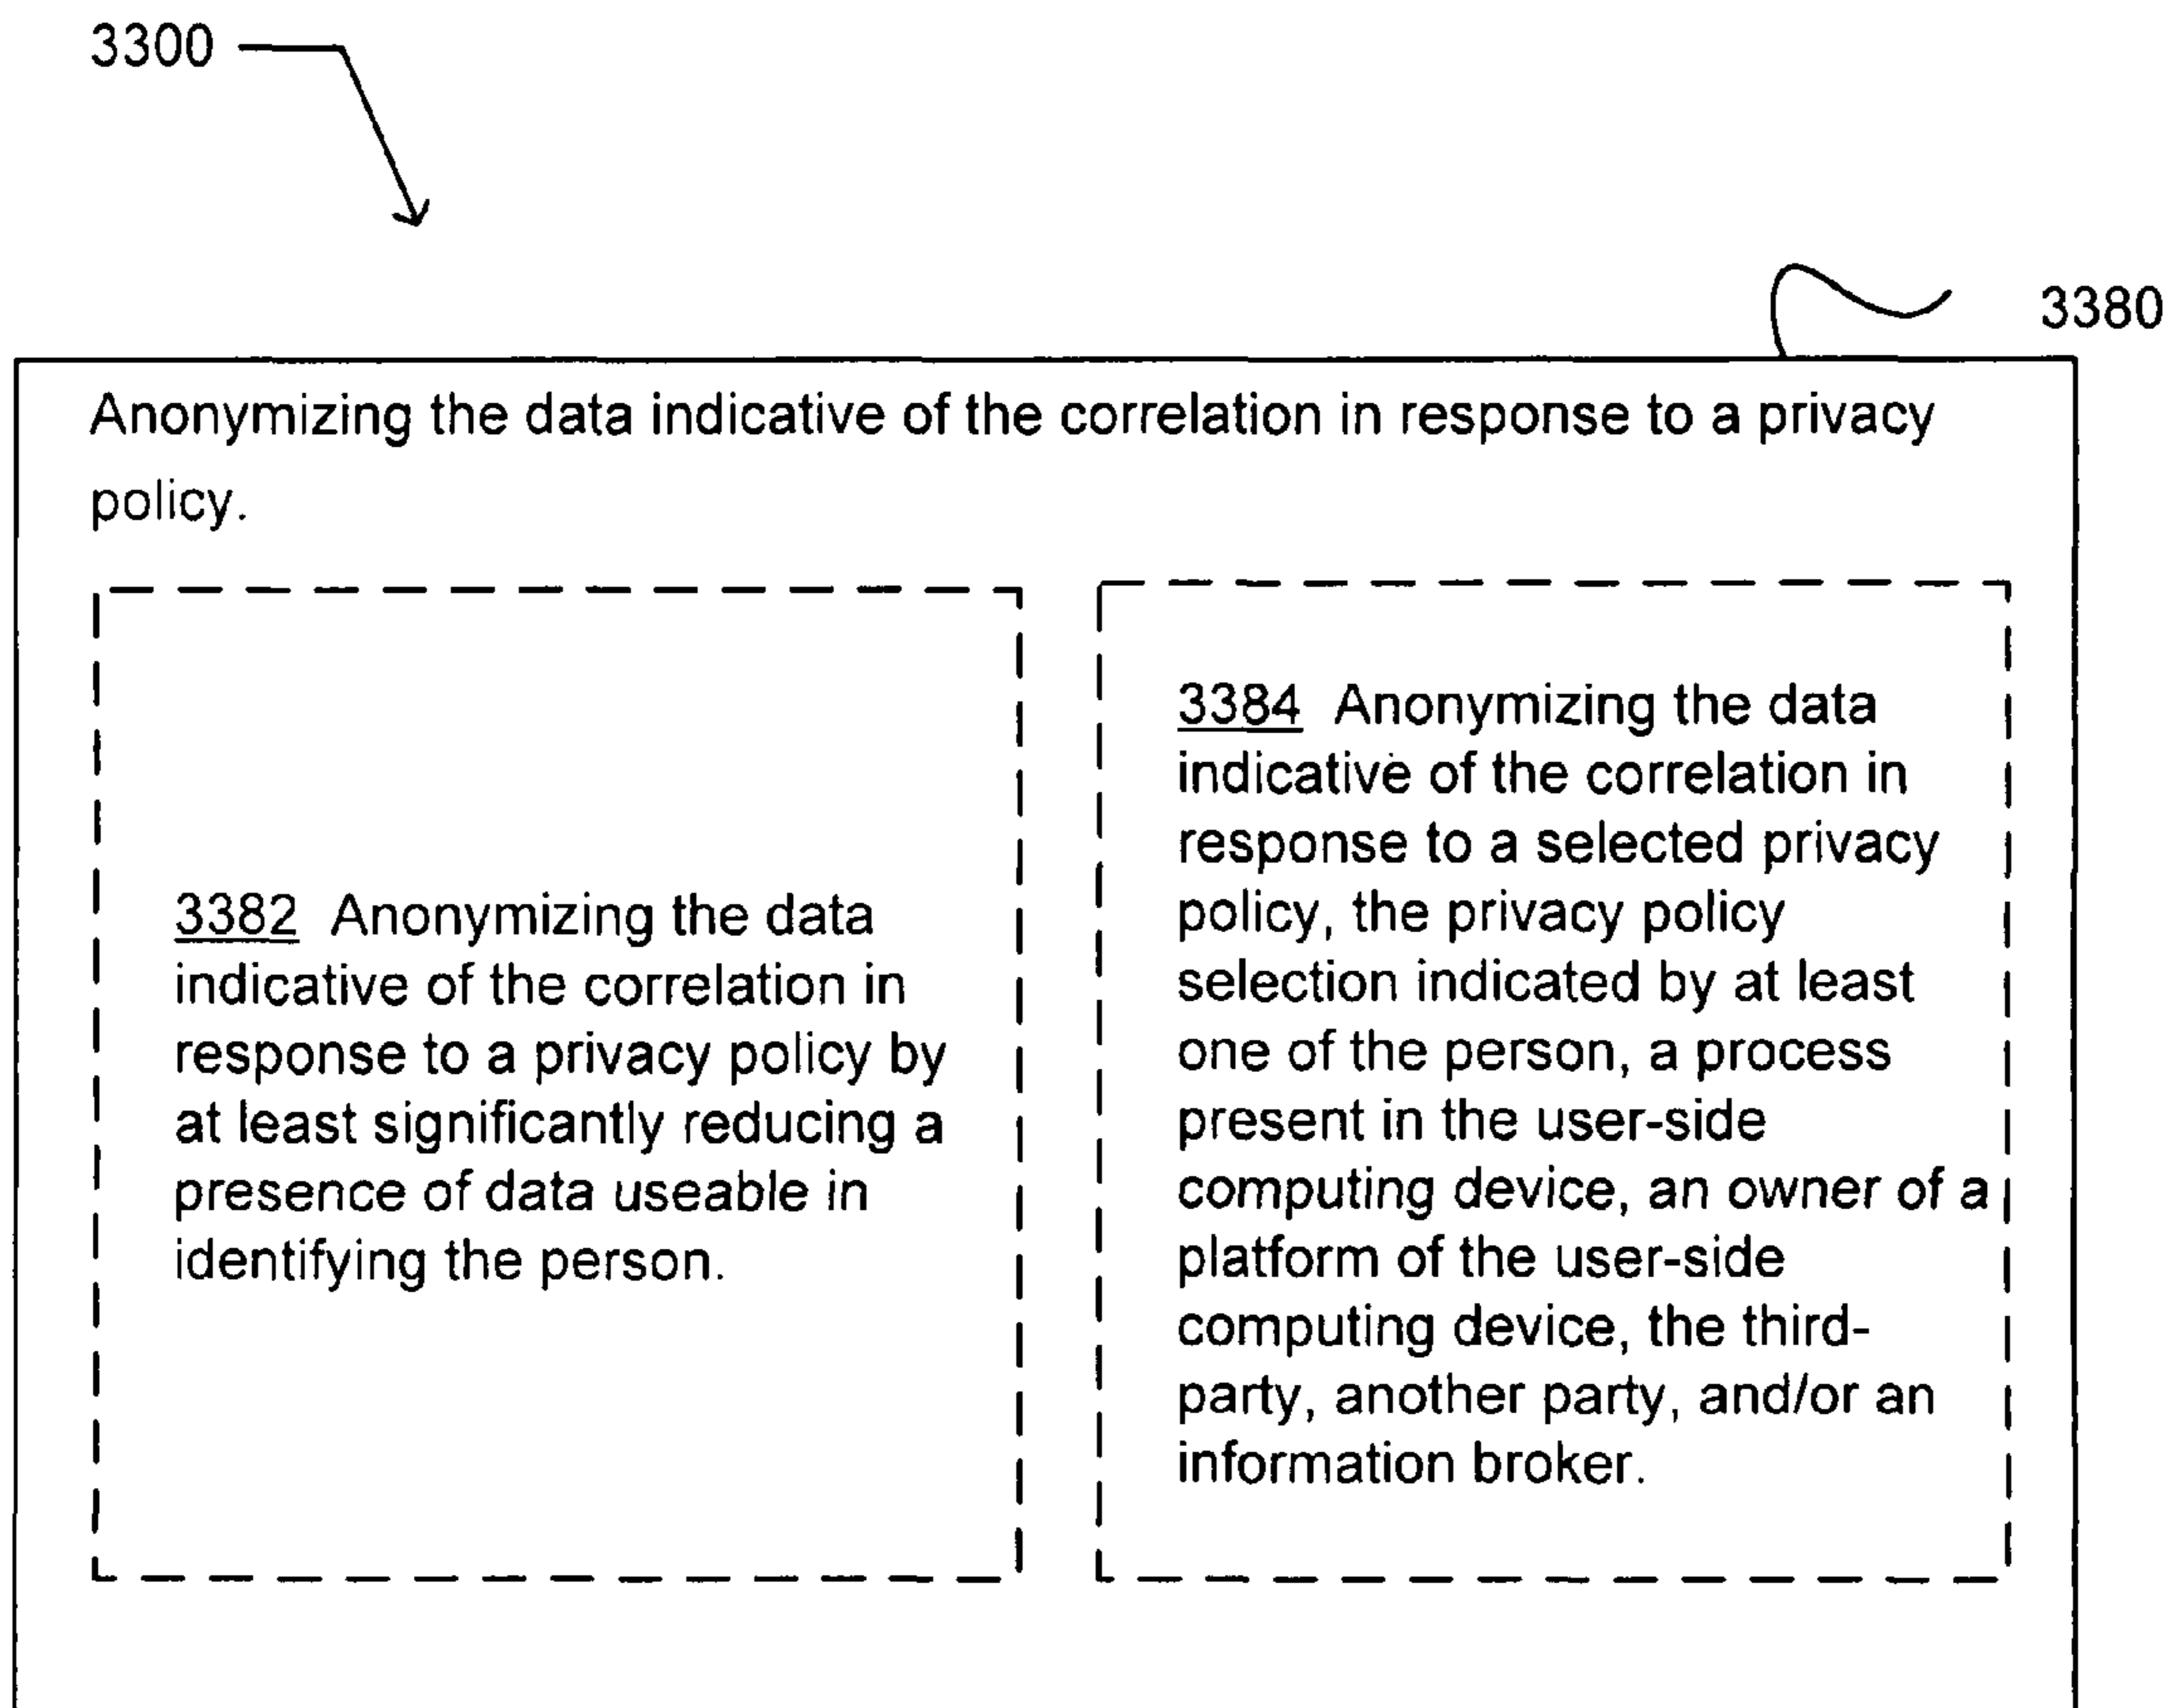 3300
3380
Anonymizing the data indicative of the correlation in response to a privacy
policy.
3382 Anonymizing the data
indicative of the correlation in
response to a privacy policy by
at least significantly reducing a
presence of data useable in
identifying the person.
3384 Anonymizing the data
indicative of the correlation in
response to a selected privacy
policy, the privacy policy
selection indicated by at least
one of the person, a process
present in the user-side
computing device, an owner of a
platform of the user-side
computing device, the third-
party, another party, and/or an
information broker.